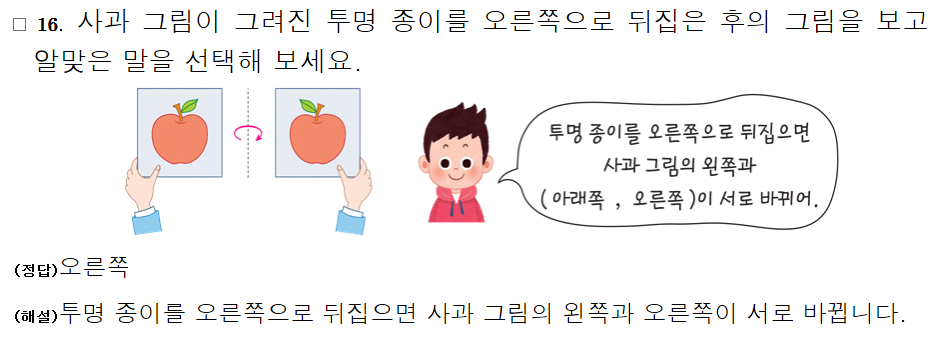 □ 16. 사과 그림이 그려진 투명 종이를 오른쪽으로 뒤집은 후의 그림을 보고
알맞은 말을 선택해 보세요.
투명 종이를 오른쪽으로 뒤집으면
사과 그림의 왼쪽과
( 아래쪽 , 오른쪽 )이 서로 바뀌어.
(정답)오른쪽
(해설)투명 종이를 오른쪽으로 뒤집으면 사과 그림의 왼쪽과 오른쪽이 서로 바뀝니다.